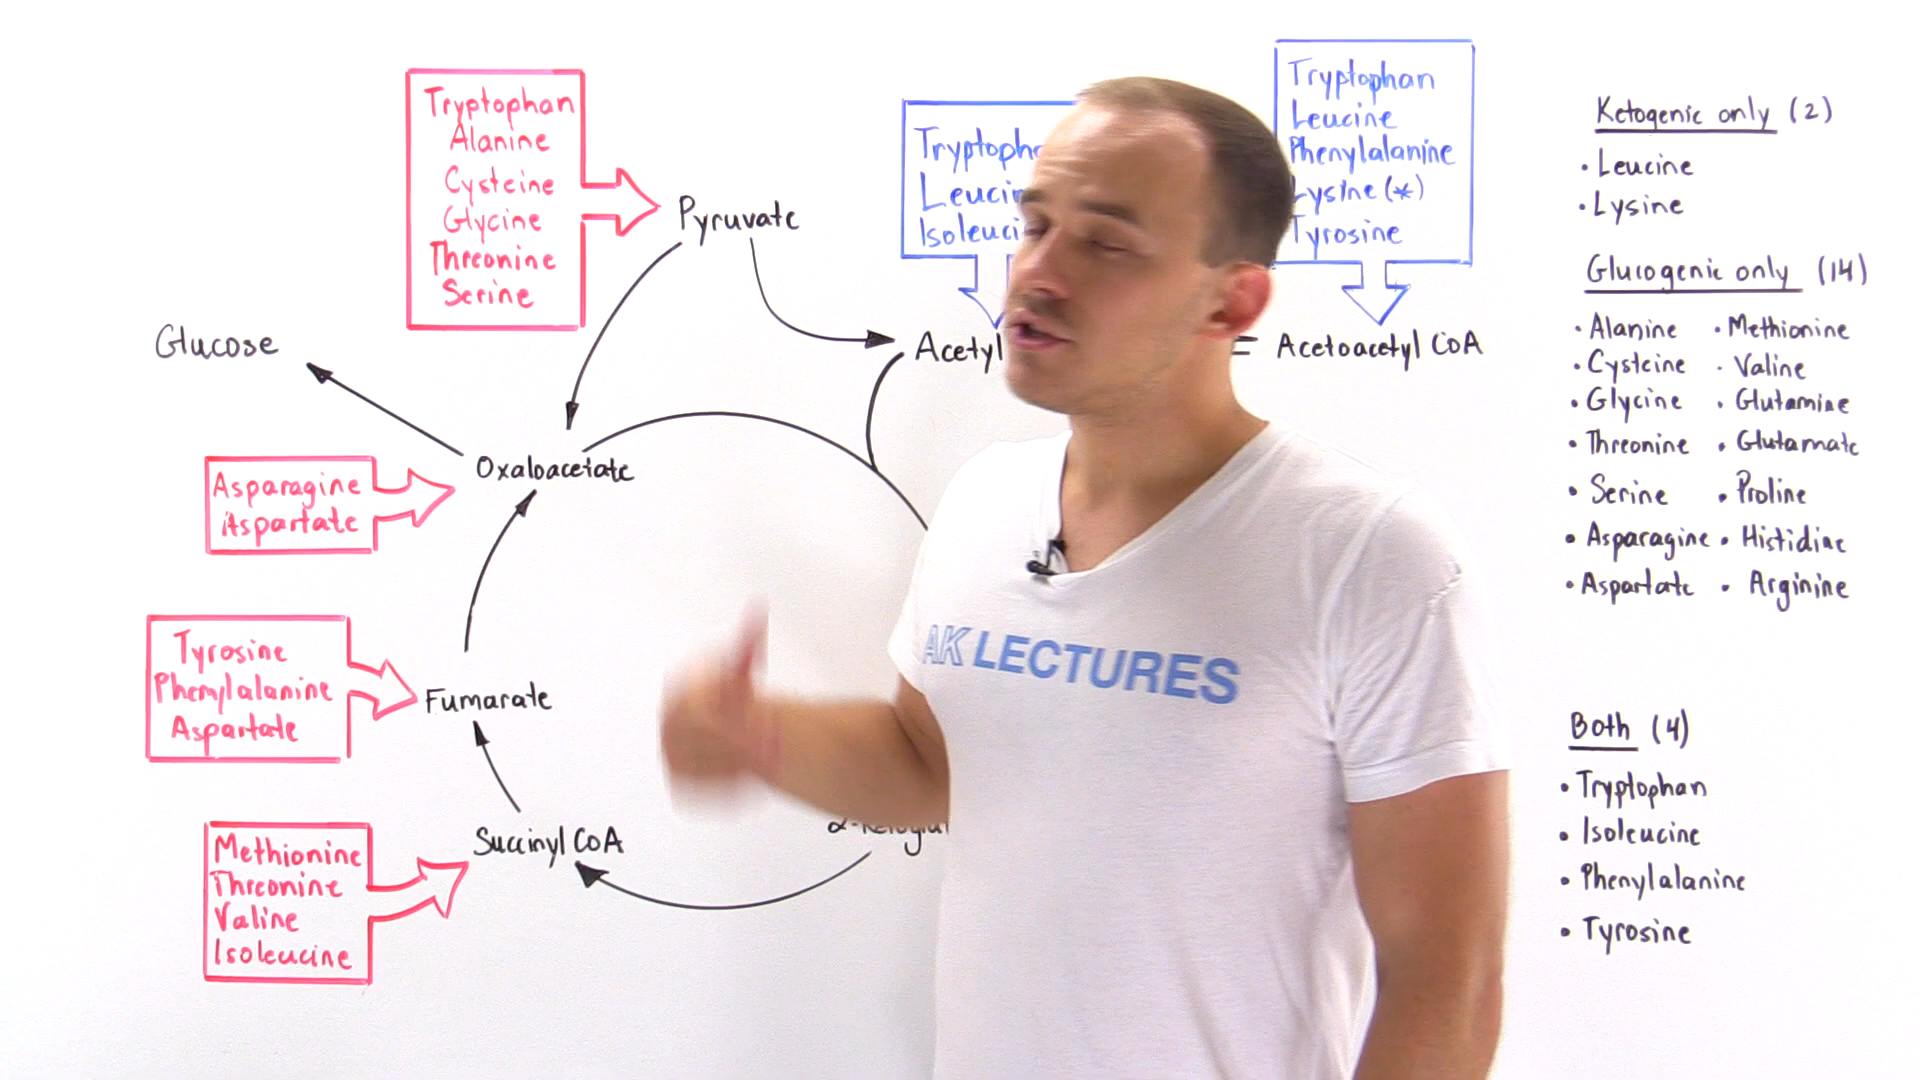 Tryptophan
Alanine
Cysteine
Glycine
Threonine
Serine
Pyruvate
Leucin
Isoleuci
Tryptophan
Leucine
Phenylalanine
Lysine (*)
Tyrosine
Glucose
Acetyl
= Acetoacetyl CoA
Oxaloacetate
Asparagine
Aspartate
Tyrosine
Phenylalanine
Aspartate
Fumarate
Methionine
Threonine
Valine
Isoleucine
Succinyl CoA
AK LECTURES
Ketogenic only (2)
• Leucine
• Lysine
Glucogenic only (14)
• Alanine • Methionine
• Cysteine • Valine
• Glycine • Glutamine
• Threonine • Glutamate
• Serine • Proline
• Asparagine • Histidine
• Aspartate • Arginine
Both (4)
• Tryptophan
• Isoleucine
• Phenylalanine
• Tyrosine